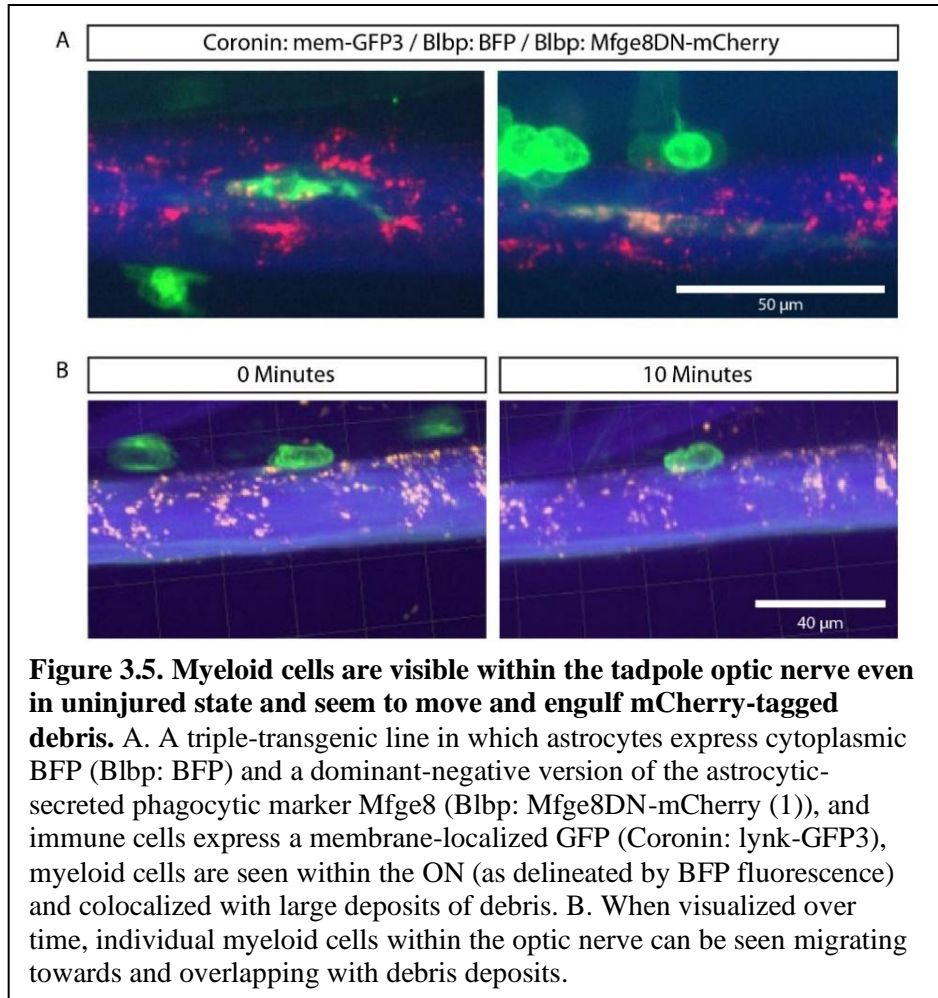 A
Coronin: mem-GFP3 / Blbp: BFP / Blbp: Mfge8DN-mCherry
50 µm
B
0 Minutes
10 Minutes
40 µm
Figure 3.5. Myeloid cells are visible within the tadpole optic nerve even
in uninjured state and seem to move and engulf mCherry-tagged
debris. A. A triple-transgenic line in which astrocytes express cytoplasmic
BFP (Blbp: BFP) and a dominant-negative version of the astrocytic-
secreted phagocytic marker Mfge8 (Blbp: Mfge8DN-mCherry (1)), and
immune cells express a membrane-localized GFP (Coronin: lynk-GFP3),
myeloid cells are seen within the ON (as delineated by BFP fluorescence)
and colocalized with large deposits of debris. B. When visualized over
time, individual myeloid cells within the optic nerve can be seen migrating
towards and overlapping with debris deposits.